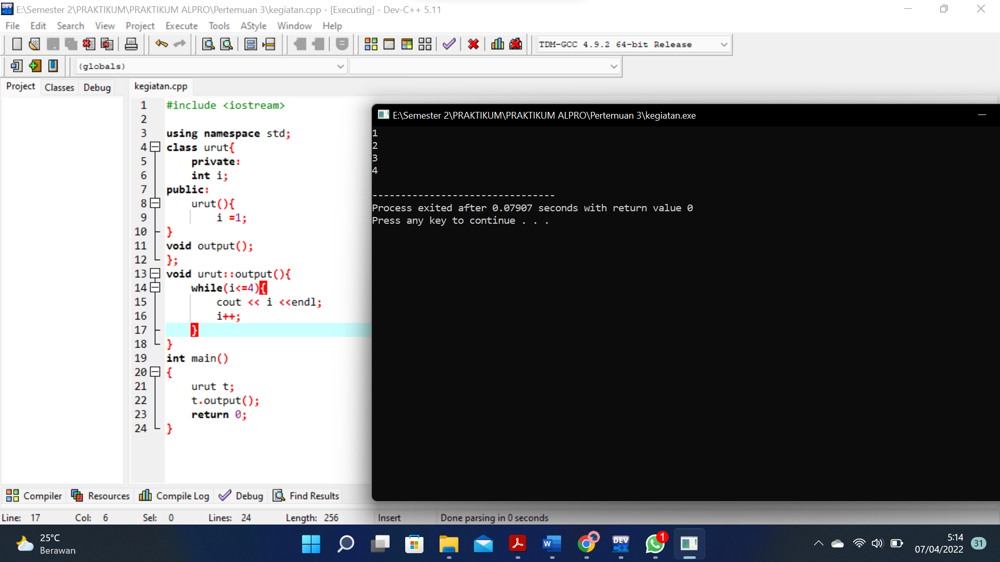 E:\Semester 2\PRAKTIKUM\PRAKTIKUM ALPRO\Pertemuan 3\kegiatan.cpp - [Executing] - Dev-C++ 5.11
File Edit Search View Project Execute Tools AStyle Window Help
TDM-GCC 4.9.2 64-bit Release
(globals)
Project Classes Debug
kegiatan.cpp
1 #include <iostream>
2
3 using namespace std;
4 class urut{
5 private:
6 int i;
7 public:
8 urut(){
9 i =1;
10 }
11 void output();
12 };
13 void urut::output(){
14 while(i<=4){
15 cout << i <<endl;
16 i++;
17 }
18 }
19 int main()
20 {
21 urut t;
22 t.output();
23 return 0;
24 }
E:\Semester 2\PRAKTIKUM\PRAKTIKUM ALPRO\Pertemuan 3\kegiatan.exe
1
2
3
4
--------------------------------
Process exited after 0.07907 seconds with return value 0
Press any key to continue . . .
Compiler Resources Compile Log Debug Find Results
Line: 17 Col: 6 Sel: 0 Lines: 24 Length: 256 Insert Done parsing in 0 seconds
25°C
Berawan
W
DEV
C++
1
5:14
07/04/2022
31